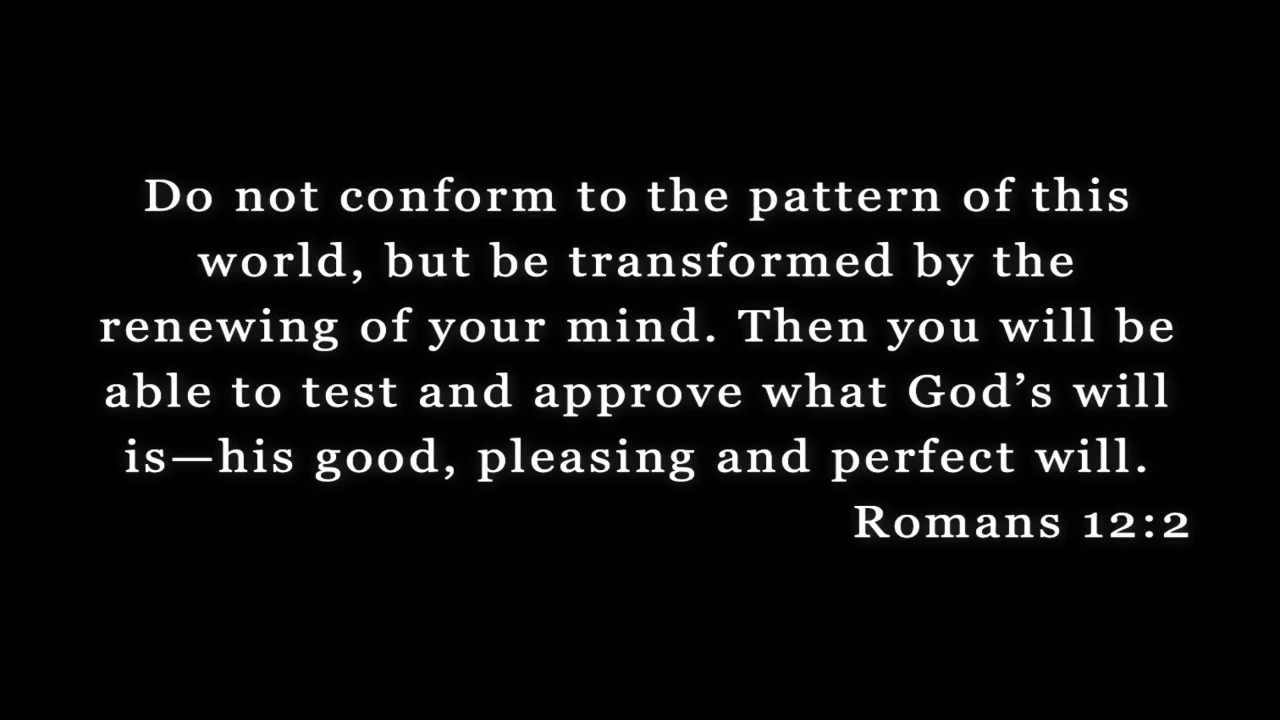 Do not conform to the pattern of this
world, but be transformed by the
renewing of your mind. Then you will be
able to test and approve what God’s will
is—his good, pleasing and perfect will.
Romans 12:2